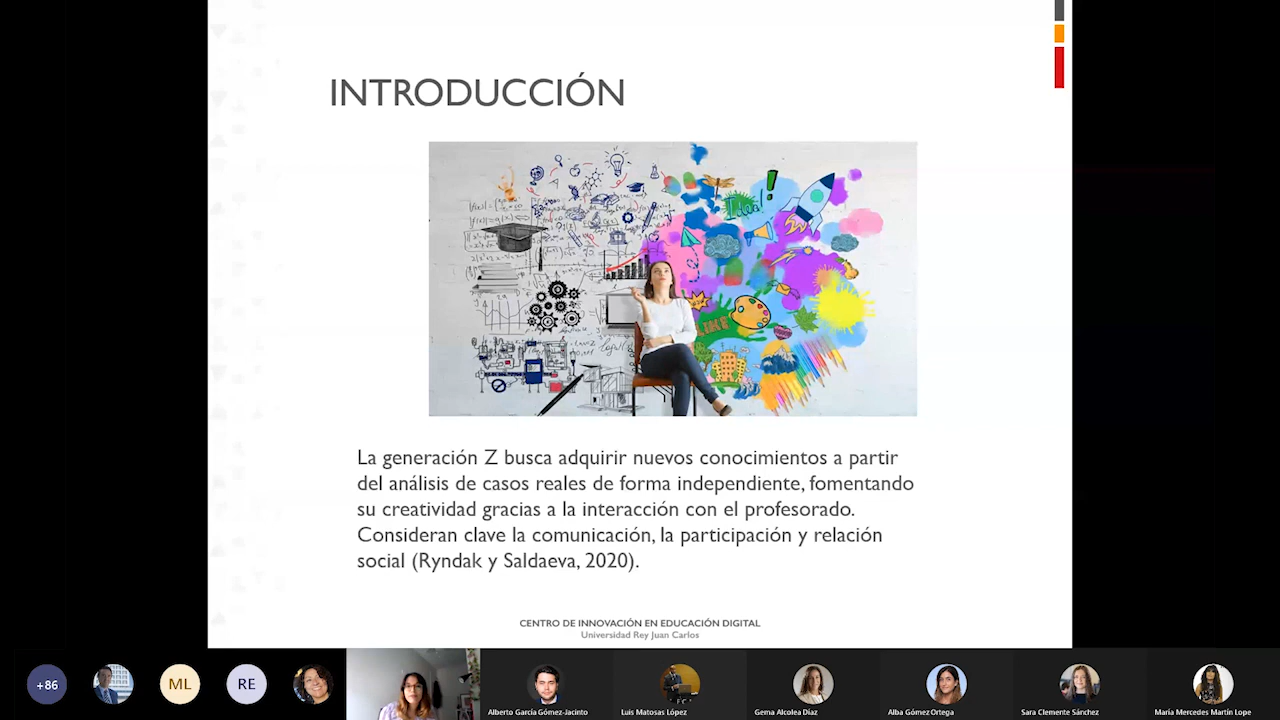 INTRODUCCIÓN
Idea!
LIKE
La generación Z busca adquirir nuevos conocimientos a partir
del análisis de casos reales de forma independiente, fomentando
su creatividad gracias a la interacción con el profesorado.
Consideran clave la comunicación, la participación y relación
social (Ryndak y Saldaeva, 2020).
CENTRO DE INNOVACIÓN EN EDUCACIÓN DIGITAL
Universidad Rey Juan Carlos
+86
ML
RE
Alberto García Gómez-Jacinto
Luis Matosas López
Gema Alcolea Díaz
Alba Gómez Ortega
Sara Clemente Sánchez
María Mercedes Martín Lope